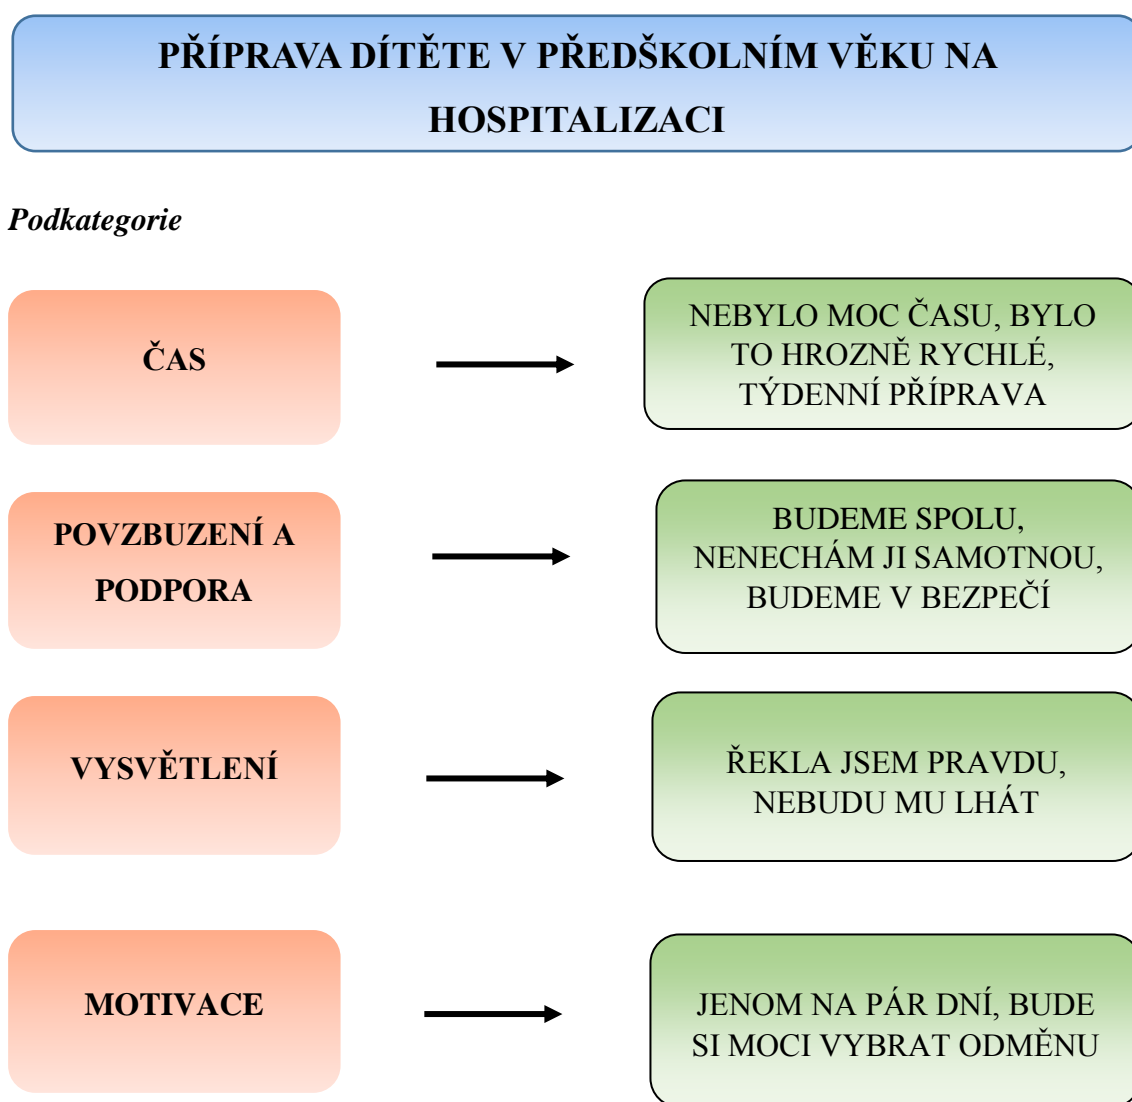 PŘÍPRAVA DÍTĚTE V PŘEDŠKOLNÍM VĚKU NA
HOSPITALIZACI
Podkategorie
ČAS
NEBYLO MOC ČASU, BYLO
TO HROZNĚ RYCHLÉ,
TÝDENNÍ PŘÍPRAVA
POVZBUZENÍ A
PODPORA
BUDEME SPOLU,
NENECHÁM JI SAMOTNOU,
BUDEME V BEZPEČÍ
VYSVĚTLENÍ
ŘEKLA JSEM PRAVDU,
NEBUDU MU LHÁT
MOTIVACE
JENOM NA PÁR DNÍ, BUDE
SI MOCI VYBRAT ODMĚNU